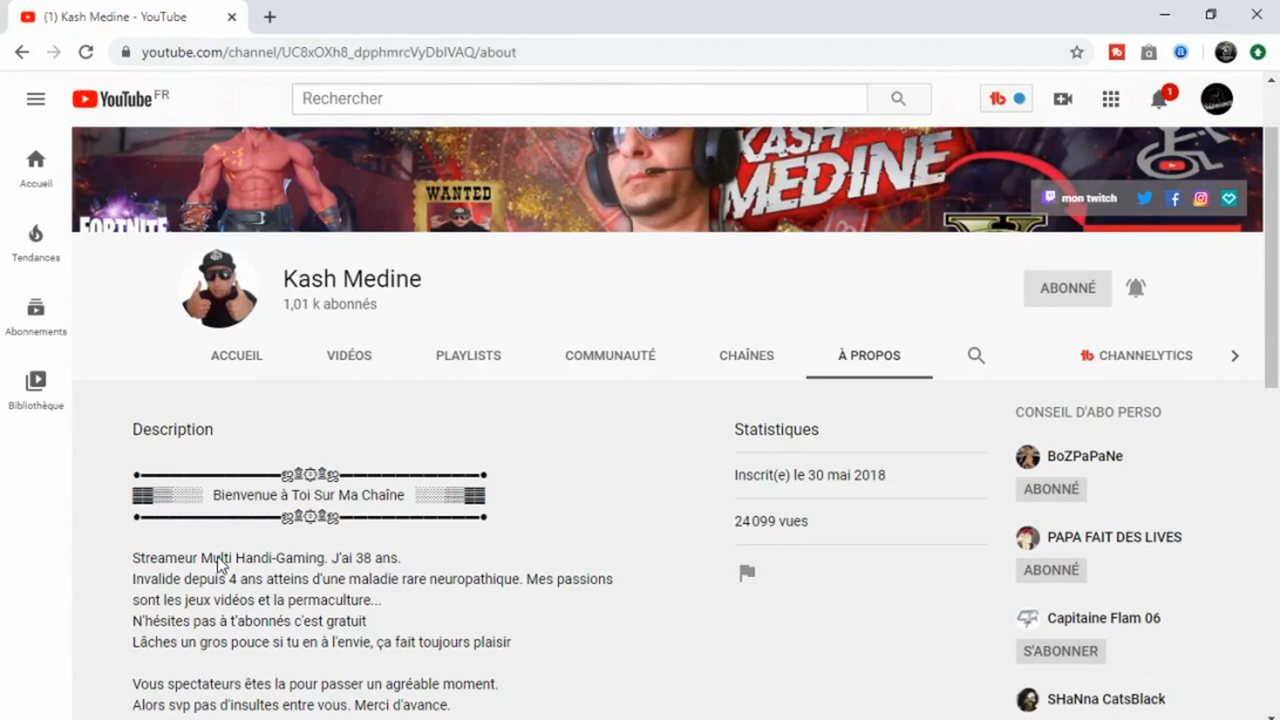 (1) Kash Medine - YouTube
youtube.com/channel/UC8xOXh8_dpphmrcVyDbIVAQ/about
YouTube FR
Rechercher
1
Accueil
Tendances
Abonnements
Bibliothèque
FORTNITE
WANTED
KASH
MEDINE
mon twitch
Kash Medine
1,01 k abonnés
ABONNÉ
ACCUEIL VIDÉOS PLAYLISTS COMMUNAUTÉ CHAÎNES À PROPOS CHANNELYTICS
Description
Bienvenue à Toi Sur Ma Chaîne
Streameur Multi Handi-Gaming. J'ai 38 ans.
Invalide depuis 4 ans atteins d'une maladie rare neuropathique. Mes passions
sont les jeux vidéos et la permaculture...
N'hésites pas à t'abonnés c'est gratuit
Lâches un gros pouce si tu en à l'envie, ça fait toujours plaisir
Vous spectateurs êtes la pour passer un agréable moment.
Alors svp pas d'insultes entre vous. Merci d'avance.
Statistiques
Inscrit(e) le 30 mai 2018
24 099 vues
CONSEIL D'ABO PERSO
BoZPaPaNe
ABONNÉ
PAPA FAIT DES LIVES
ABONNÉ
Capitaine Flam 06
S'ABONNER
SHaNna CatsBlack